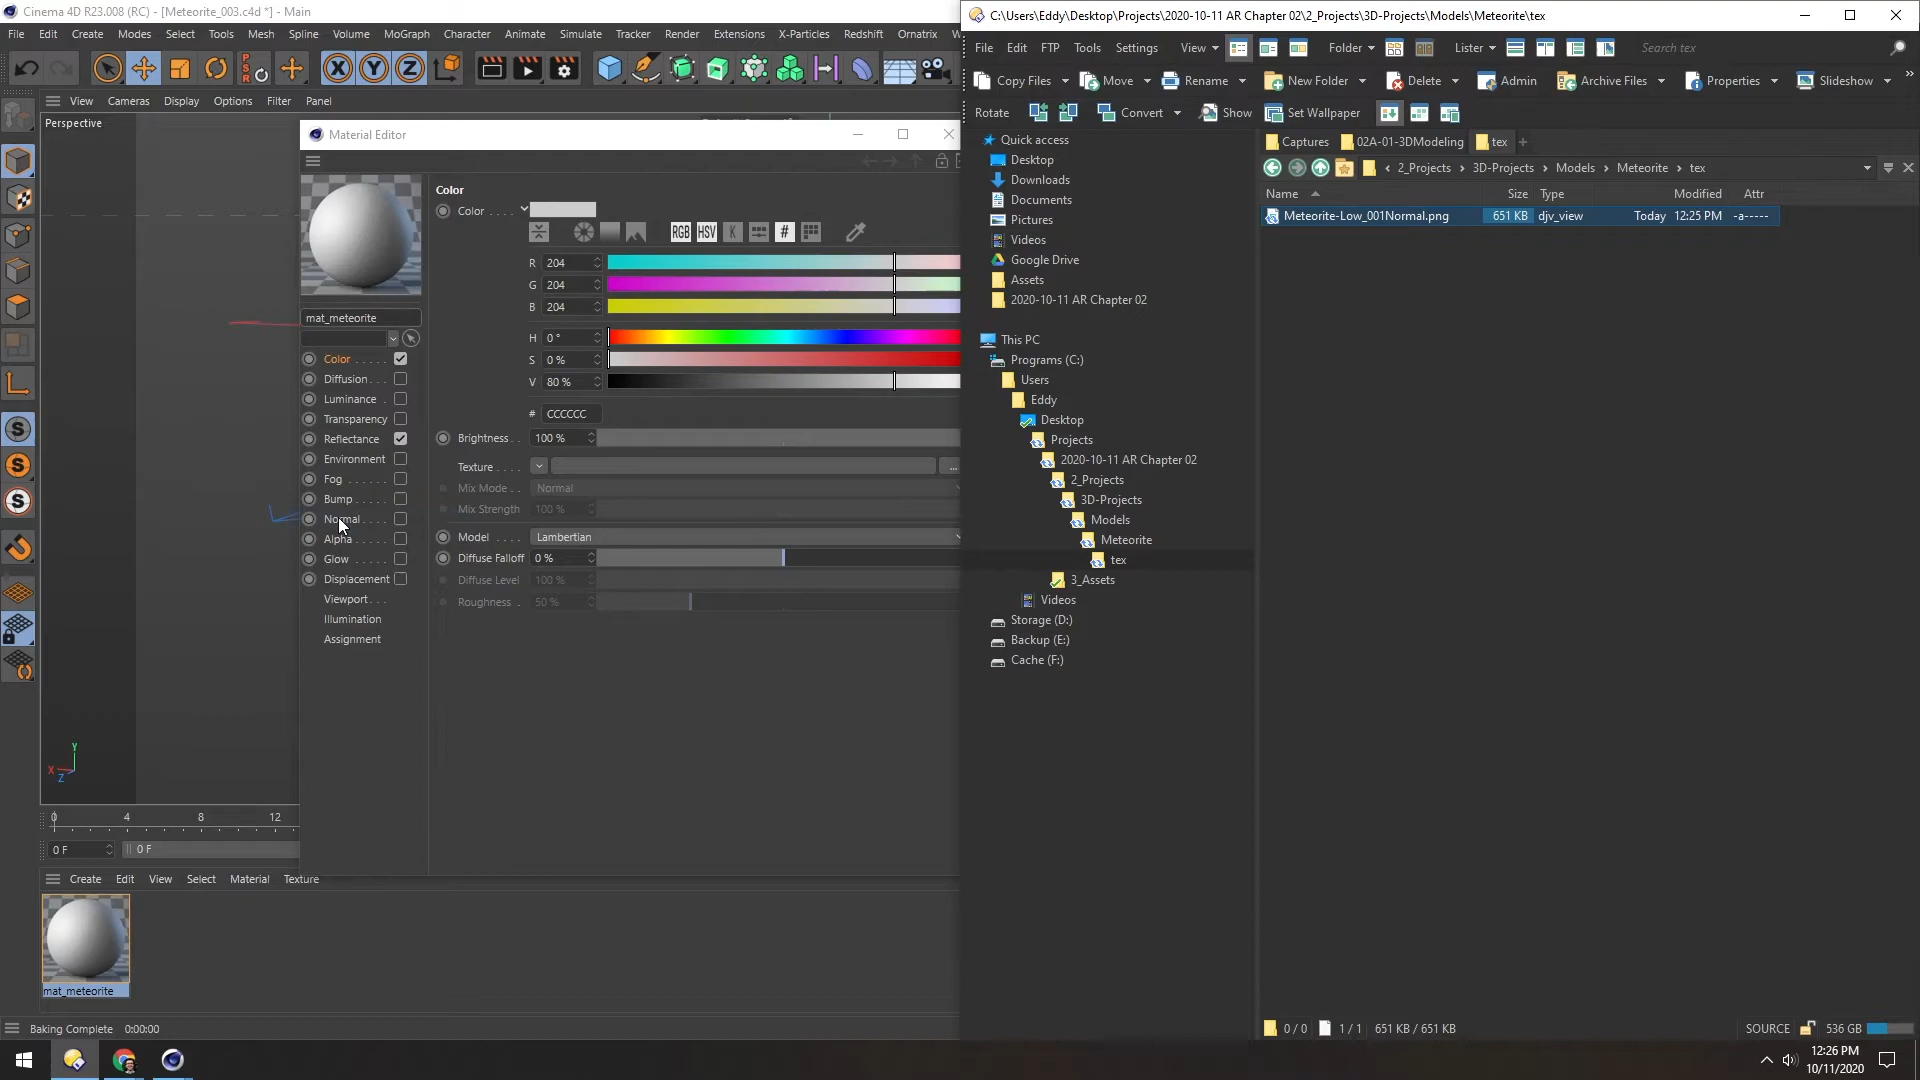 Cinema 4D R23.008 (RC) - [Meteorite_003.c4d *] - Main
File Edit Create Modes Select Tools Mesh Spline Volume MoGraph Character Animate Simulate Tracker Render Extensions X-Particles Redshift Ornatrix W
P S R
X Y Z
View Cameras Display Options Filter Panel
Perspective
Material Editor
mat_meteorite
Color . . . . .
Diffusion . . .
Luminance .
Transparency
Reflectance
Environment
Fog . . . . . .
Bump . . . .
Normal . . . .
Alpha . . . . .
Glow . . . . .
Displacement
Viewport . . .
Illumination
Assignment
Color
Color . . . .
RGB HSV K #
R 204
G 204
B 204
H 0 °
S 0 %
V 80 %
# CCCCCC
Brightness . . 100 %
Texture . . . . ...
Mix Mode . . Normal
Mix Strength 100 %
Model . . . . Lambertian
Diffuse Falloff 0 %
Diffuse Level 100 %
Roughness . 50 %
Y
X
Z
0 4 8 12
0 F 0 F
Create Edit View Select Material Texture
mat_meteorite
Baking Complete 0:00:00
C:\Users\Eddy\Desktop\Projects\2020-10-11 AR Chapter 02\2_Projects\3D-Projects\Models\Meteorite\tex
File Edit FTP Tools Settings View Folder Lister Search tex
Copy Files Move Rename New Folder Delete Admin Archive Files Properties Slideshow »
Rotate Convert Show Set Wallpaper
Quick access
Desktop
Downloads
Documents
Pictures
Videos
Google Drive
Assets
2020-10-11 AR Chapter 02
This PC
Programs (C:)
Users
Eddy
Desktop
Projects
2020-10-11 AR Chapter 02
2_Projects
3D-Projects
Models
Meteorite
tex
3_Assets
Videos
Storage (D:)
Backup (E:)
Cache (F:)
Captures 02A-01-3DModeling tex +
‹ 2_Projects › 3D-Projects › Models › Meteorite › tex
Name Size Type Modified Attr
Meteorite-Low_001Normal.png 651 KB djv_view Today 12:25 PM -a-----
0 / 0 1 / 1 651 KB / 651 KB SOURCE 536 GB
12:26 PM
10/11/2020